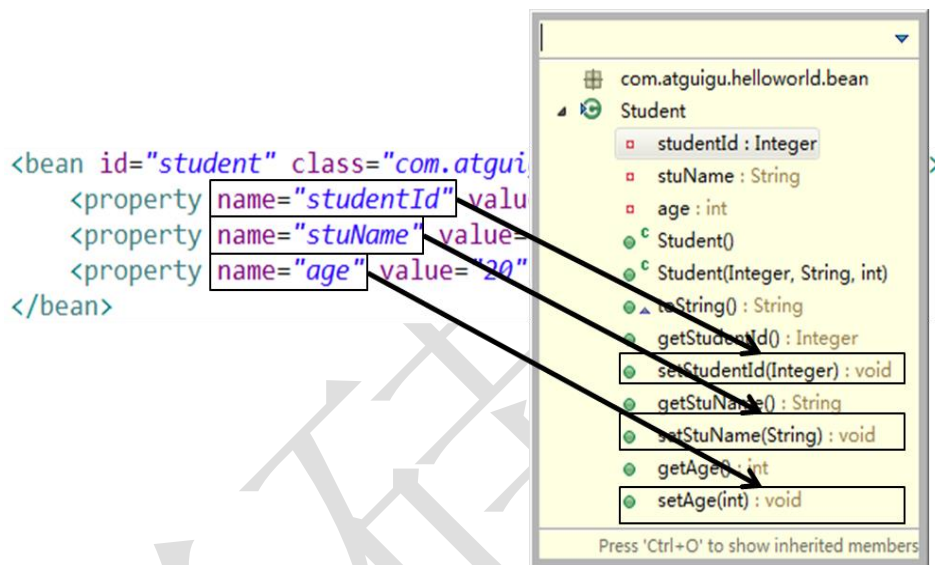 <bean id="student" class="com.atgui
<property name="studentId" valu
<property name="stuName" value=
<property name="age" value="20"
</bean>
com.atguigu.helloworld.bean
Student
studentId : Integer
stuName : String
age : int
Student()
Student(Integer, String, int)
toString() : String
getStudentId() : Integer
setStudentId(Integer) : void
getStuName() : String
setStuName(String) : void
getAge() : int
setAge(int) : void
Press 'Ctrl+O' to show inherited members